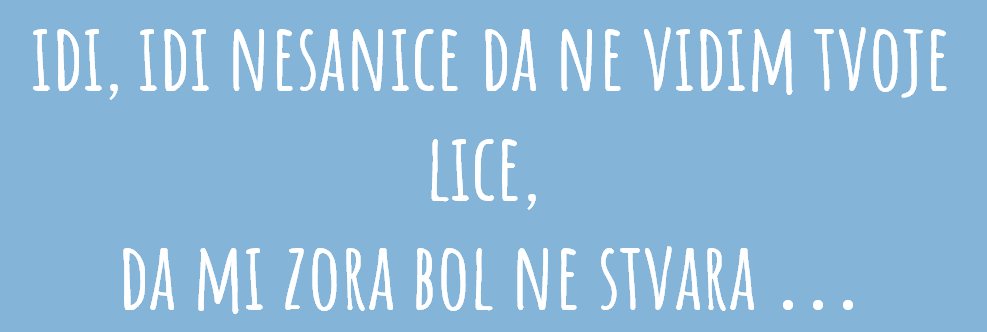 IDI, IDI NESANICE DA NE VIDIM TVOJE
LICE,
DA MI ZORA BOL NE STVARA ...